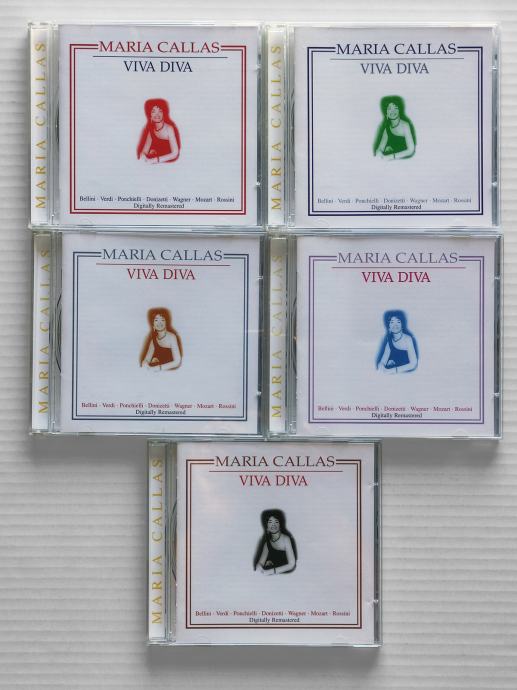 MARIA CALLAS
MARIA CALLAS
VIVA DIVA
Bellini · Verdi · Ponchielli · Donizetti · Wagner · Mozart · Rossini
Digitally Remastered
MARIA CALLAS
MARIA CALLAS
VIVA DIVA
Bellini · Verdi · Ponchielli · Donizetti · Wagner · Mozart · Rossini
Digitally Remastered
MARIA CALLAS
MARIA CALLAS
VIVA DIVA
Bellini · Verdi · Ponchielli · Donizetti · Wagner · Mozart · Rossini
Digitally Remastered
MARIA CALLAS
MARIA CALLAS
VIVA DIVA
Bellini · Verdi · Ponchielli · Donizetti · Wagner · Mozart · Rossini
Digitally Remastered
MARIA CALLAS
MARIA CALLAS
VIVA DIVA
Bellini · Verdi · Ponchielli · Donizetti · Wagner · Mozart · Rossini
Digitally Remastered